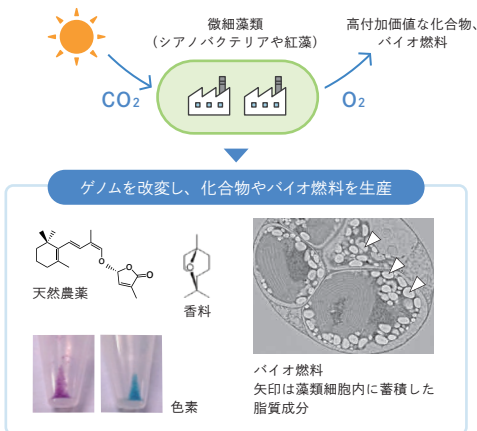 微細藻類
(シアノバクテリアや紅藻)
高付加価値な化合物、
バイオ燃料
CO₂
O₂
ゲノムを改変し、化合物やバイオ燃料を生産
O
O
O
天然農薬
O
香料
色素
バイオ燃料
矢印は藻類細胞内に蓄積した
脂質成分